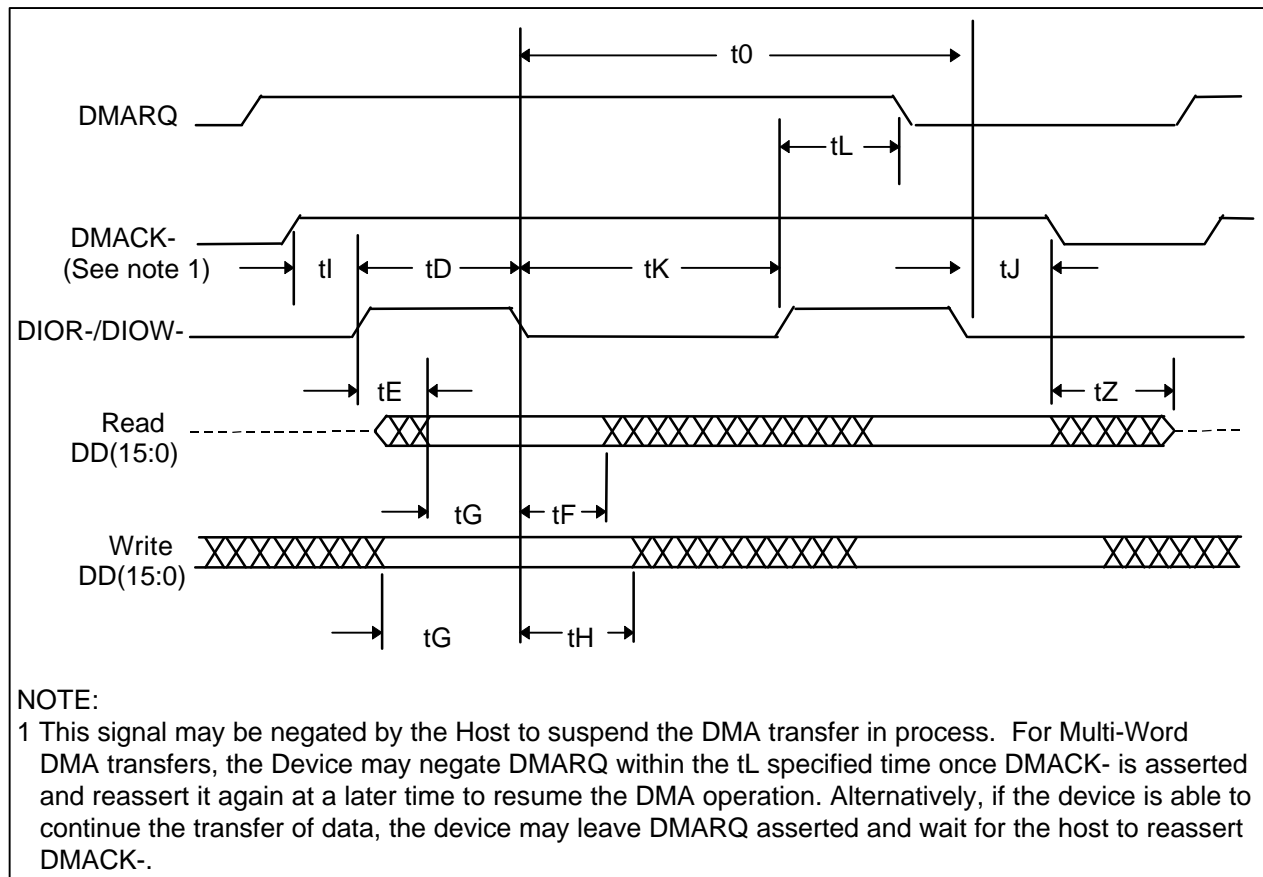 t0
DMARQ
tL
DMACK-
(See note 1)
tI
tD
tK
tJ
DIOR-/DIOW-
tE
tZ
Read
DD(15:0)
tG
tF
Write
DD(15:0)
tG
tH
NOTE:
1 This signal may be negated by the Host to suspend the DMA transfer in process. For Multi-Word
DMA transfers, the Device may negate DMARQ within the tL specified time once DMACK- is asserted
and reassert it again at a later time to resume the DMA operation. Alternatively, if the device is able to
continue the transfer of data, the device may leave DMARQ asserted and wait for the host to reassert
DMACK-.